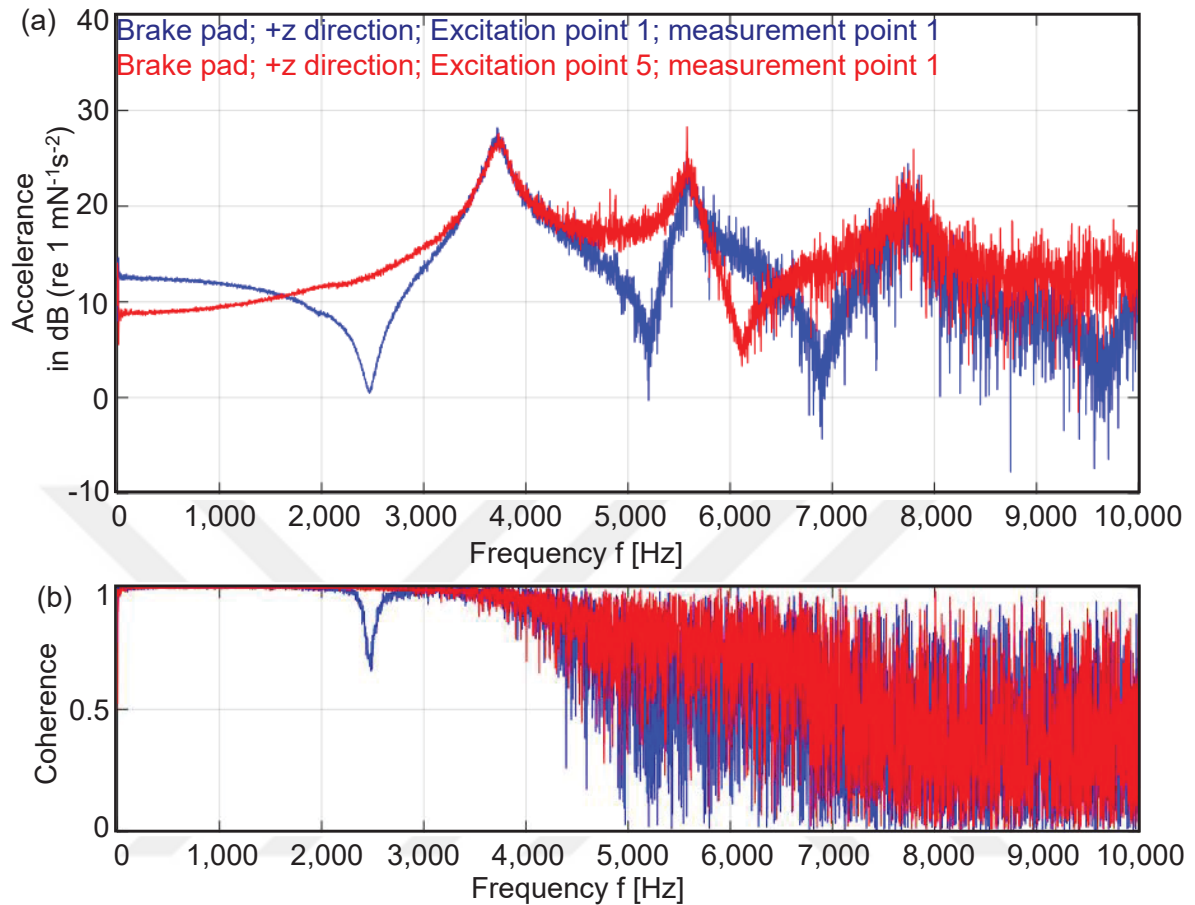 (a)
40
30
20
10
0
-10
Accelerance
in dB (re 1 mN-1s-2)
Brake pad; +z direction; Excitation point 1; measurement point 1
Brake pad; +z direction; Excitation point 5; measurement point 1
0 1,000 2,000 3,000 4,000 5,000 6,000 7,000 8,000 9,000 10,000
Frequency f [Hz]
(b)
1
0.5
0
Coherence
0 1,000 2,000 3,000 4,000 5,000 6,000 7,000 8,000 9,000 10,000
Frequency f [Hz]